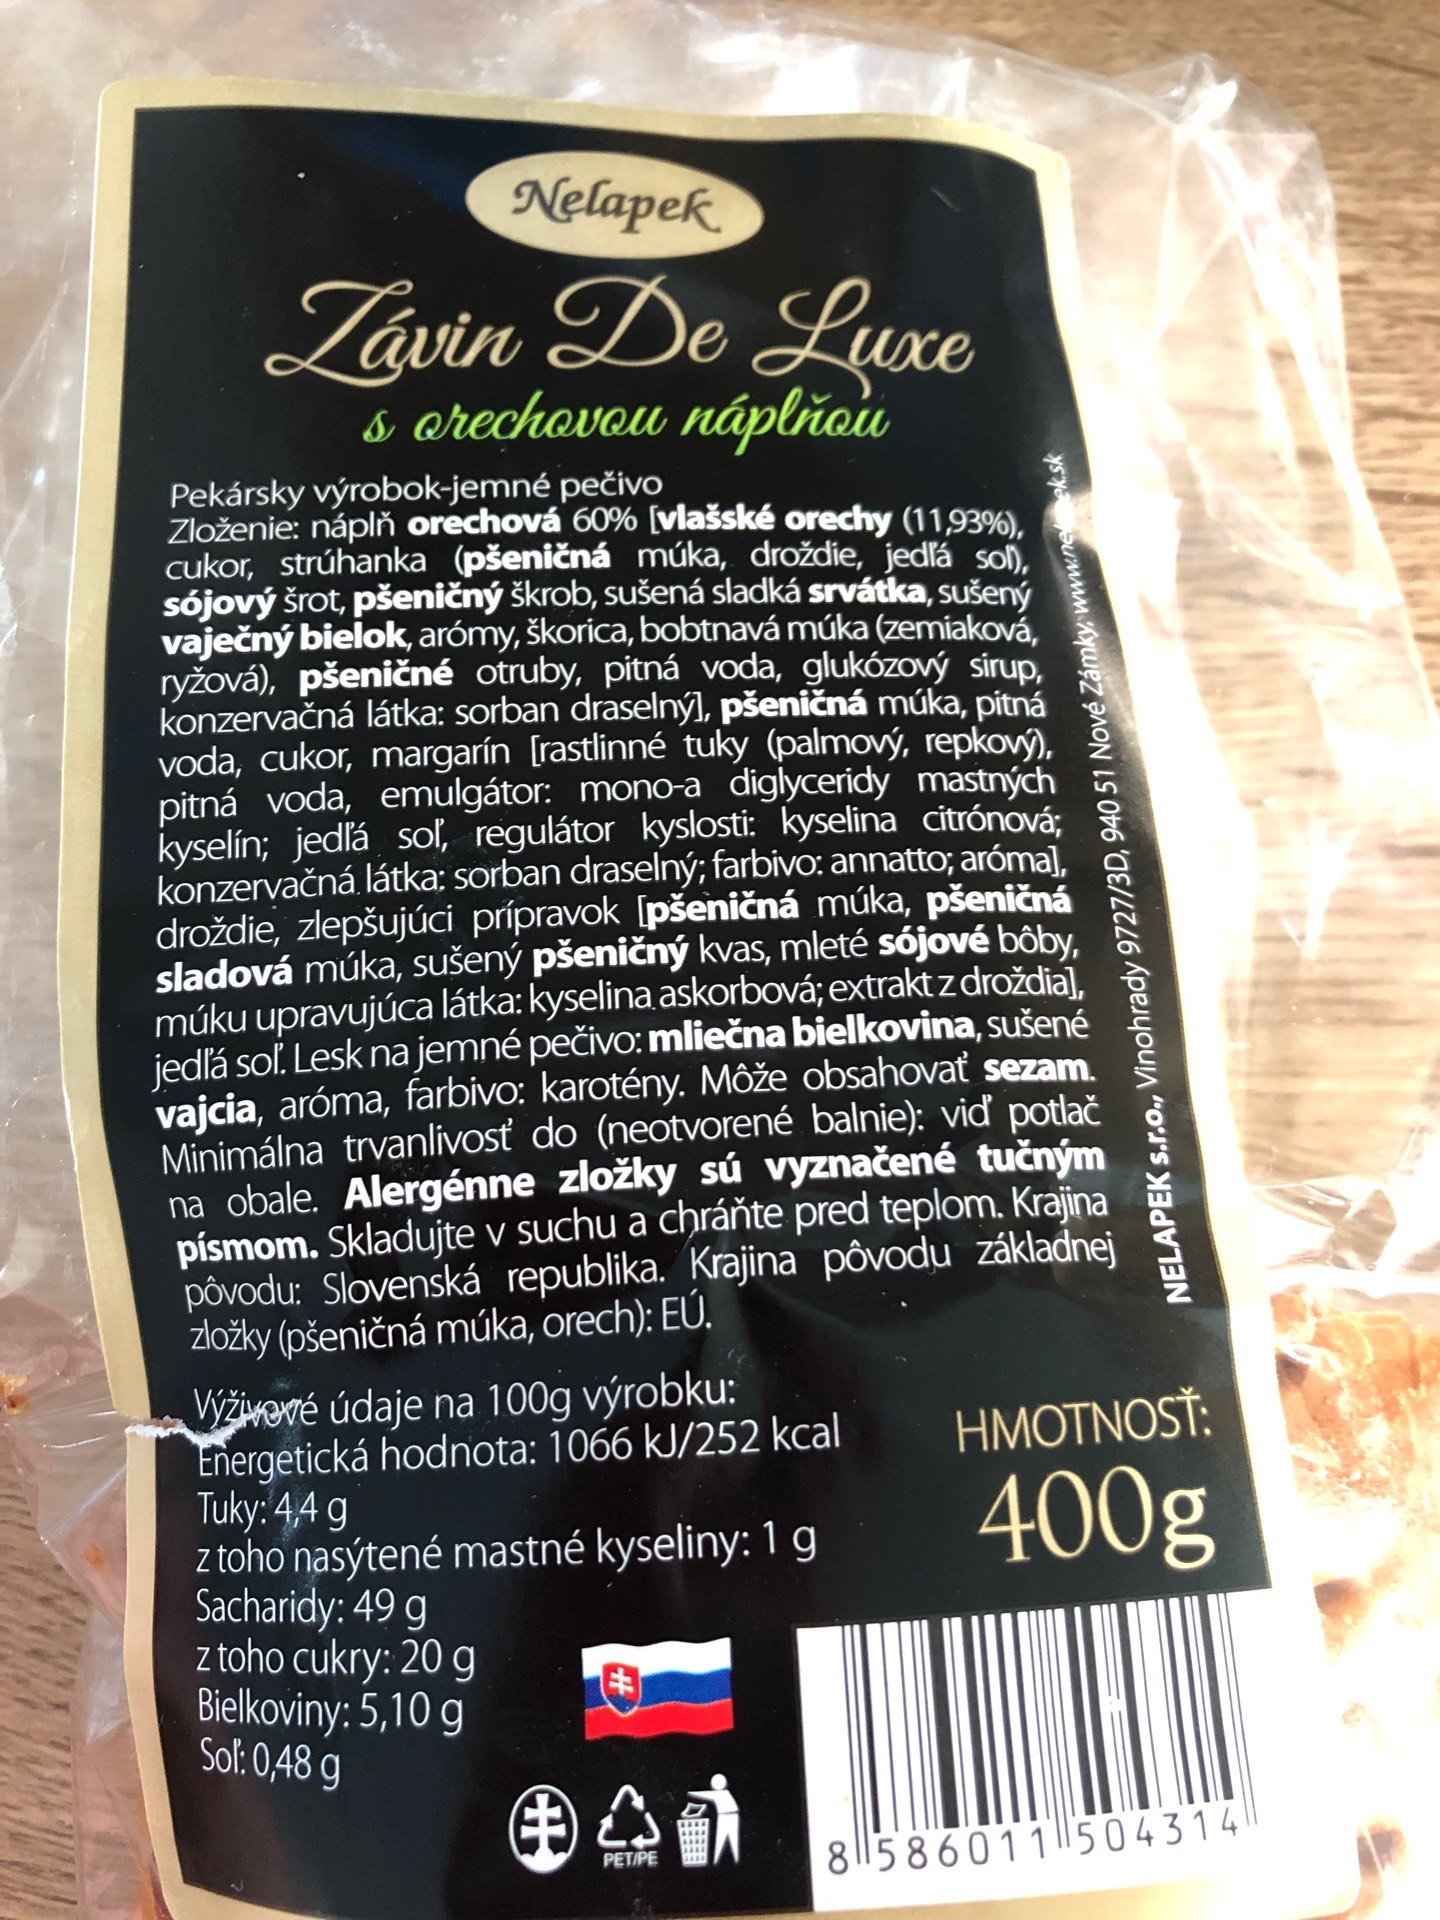 Nelapek
Závin De Luxe
s orechovou náplňou
Pekársky výrobok-jemné pečivo
Zloženie: náplň orechová 60% [vlašské orechy (11,93%),
cukor, strúhanka (pšeničná múka, droždie, jedľá soľ),
sójový šrot, pšeničný škrob, sušená sladká srvátka, sušený
vaječný bielok, arómy, škorica, bobtnavá múka (zemiaková,
ryžová), pšeničné otruby, pitná voda, glukózový sirup,
konzervačná látka: sorban draselný], pšeničná múka, pitná
voda, cukor, margarín [rastlinné tuky (palmový, repkový),
pitná voda, emulgátor: mono-a diglyceridy mastných
kyselín; jedľá soľ, regulátor kyslosti: kyselina citrónová;
konzervačná látka: sorban draselný; farbivo: annatto; aróma],
droždie, zlepšujúci prípravok [pšeničná múka, pšeničná
sladová múka, sušený pšeničný kvas, mleté sójové bôby,
múku upravujúca látka: kyselina askorbová; extrakt z droždia],
jedľá soľ. Lesk na jemné pečivo: mliečna bielkovina, sušené
vajcia, aróma, farbivo: karotény. Môže obsahovať sezam.
Minimálna trvanlivosť do (neotvorené balnie): viď potlač
na obale. Alergénne zložky sú vyznačené tučným
písmom. Skladujte v suchu a chráňte pred teplom. Krajina
pôvodu: Slovenská republika. Krajina pôvodu základnej
zložky (pšeničná múka, orech): EÚ.
Výživové údaje na 100g výrobku:
Energetická hodnota: 1066 kJ/252 kcal
Tuky: 4,4 g
z toho nasýtené mastné kyseliny: 1 g
Sacharidy: 49 g
z toho cukry: 20 g
Bielkoviny: 5,10 g
Soľ: 0,48 g
HMOTNOSŤ:
400g
PET/PE
8 586011 504314
NELAPEK s.r.o., Vinohrady 9727/3D, 940 51 Nové Zámky,